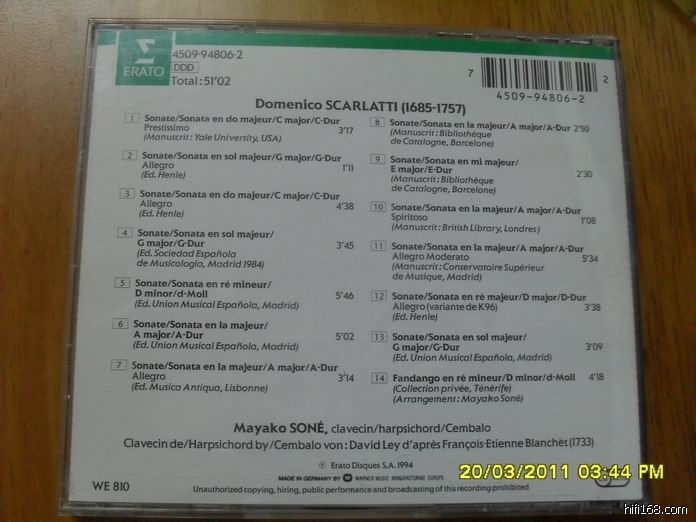 ERATO
4509-94806-2
DDD
Total : 51'02
7 2
4509-94806-2
Domenico SCARLATTI (1685-1757)
1 Sonate/Sonata en do majeur/C major/C-Dur
Prestissimo 3'17
(Manuscrit : Yale University, USA)
2 Sonate/Sonata en sol majeur/G major/G-Dur
Allegro 1'11
(Ed. Henle)
3 Sonate/Sonata en do majeur/C major/C-Dur
Allegro 4'38
(Ed. Henle)
4 Sonate/Sonata en sol majeur/
G major/G-Dur 3'45
(Ed. Sociedad Española
de Musicologia, Madrid 1984)
5 Sonate/Sonata en ré mineur/
D minor/d-Moll 5'46
(Ed. Union Musical Española, Madrid)
6 Sonate/Sonata en la majeur/
A major/A-Dur 5'02
(Ed. Union Musical Española, Madrid)
7 Sonate/Sonata en la majeur/A major/A-Dur
Allegro 3'14
(Ed. Musica Antiqua, Lisbonne)
8 Sonate/Sonata en la majeur/A major/A-Dur 2'50
(Manuscrit : Bibliothèque
de Catalogne, Barcelone)
9 Sonate/Sonata en mi majeur/
E major/E-Dur 2'30
(Manuscrit : Bibliothèque
de Catalogne, Barcelone)
10 Sonate/Sonata en la majeur/A major/A-Dur
Spiritoso 1'08
(Manuscrit : British Library, Londres)
11 Sonate/Sonata en la majeur/A major/A-Dur
Allegro Moderato 5'34
(Manuscrit : Conservatoire Supérieur
de Musique, Madrid)
12 Sonate/Sonata en ré majeur/D major/D-Dur
Allegro (variante de K96) 3'38
(Ed. Henle)
13 Sonate/Sonata en sol majeur/
G major/G-Dur 3'09
(Ed. Union Musical Española, Madrid)
14 Fandango en ré mineur/D minor/d-Moll 4'18
(Collection privée, Ténérife)
(Arrangement : Mayako Soné)
Mayako SONÉ, clavecin/harpsichord/Cembalo
Clavecin de/Harpsichord by/Cembalo von : David Ley d'après François-Etienne Blanchet (1733)
℗ Erato Disques S.A. 1994
MADE IN GERMANY BY WARNER MUSIC MANUFACTURING EUROPE
WE 810
Unauthorized copying, hiring, public performance and broadcasting of this recording prohibited
20/03/2011 03:44 PM
hifi168.com